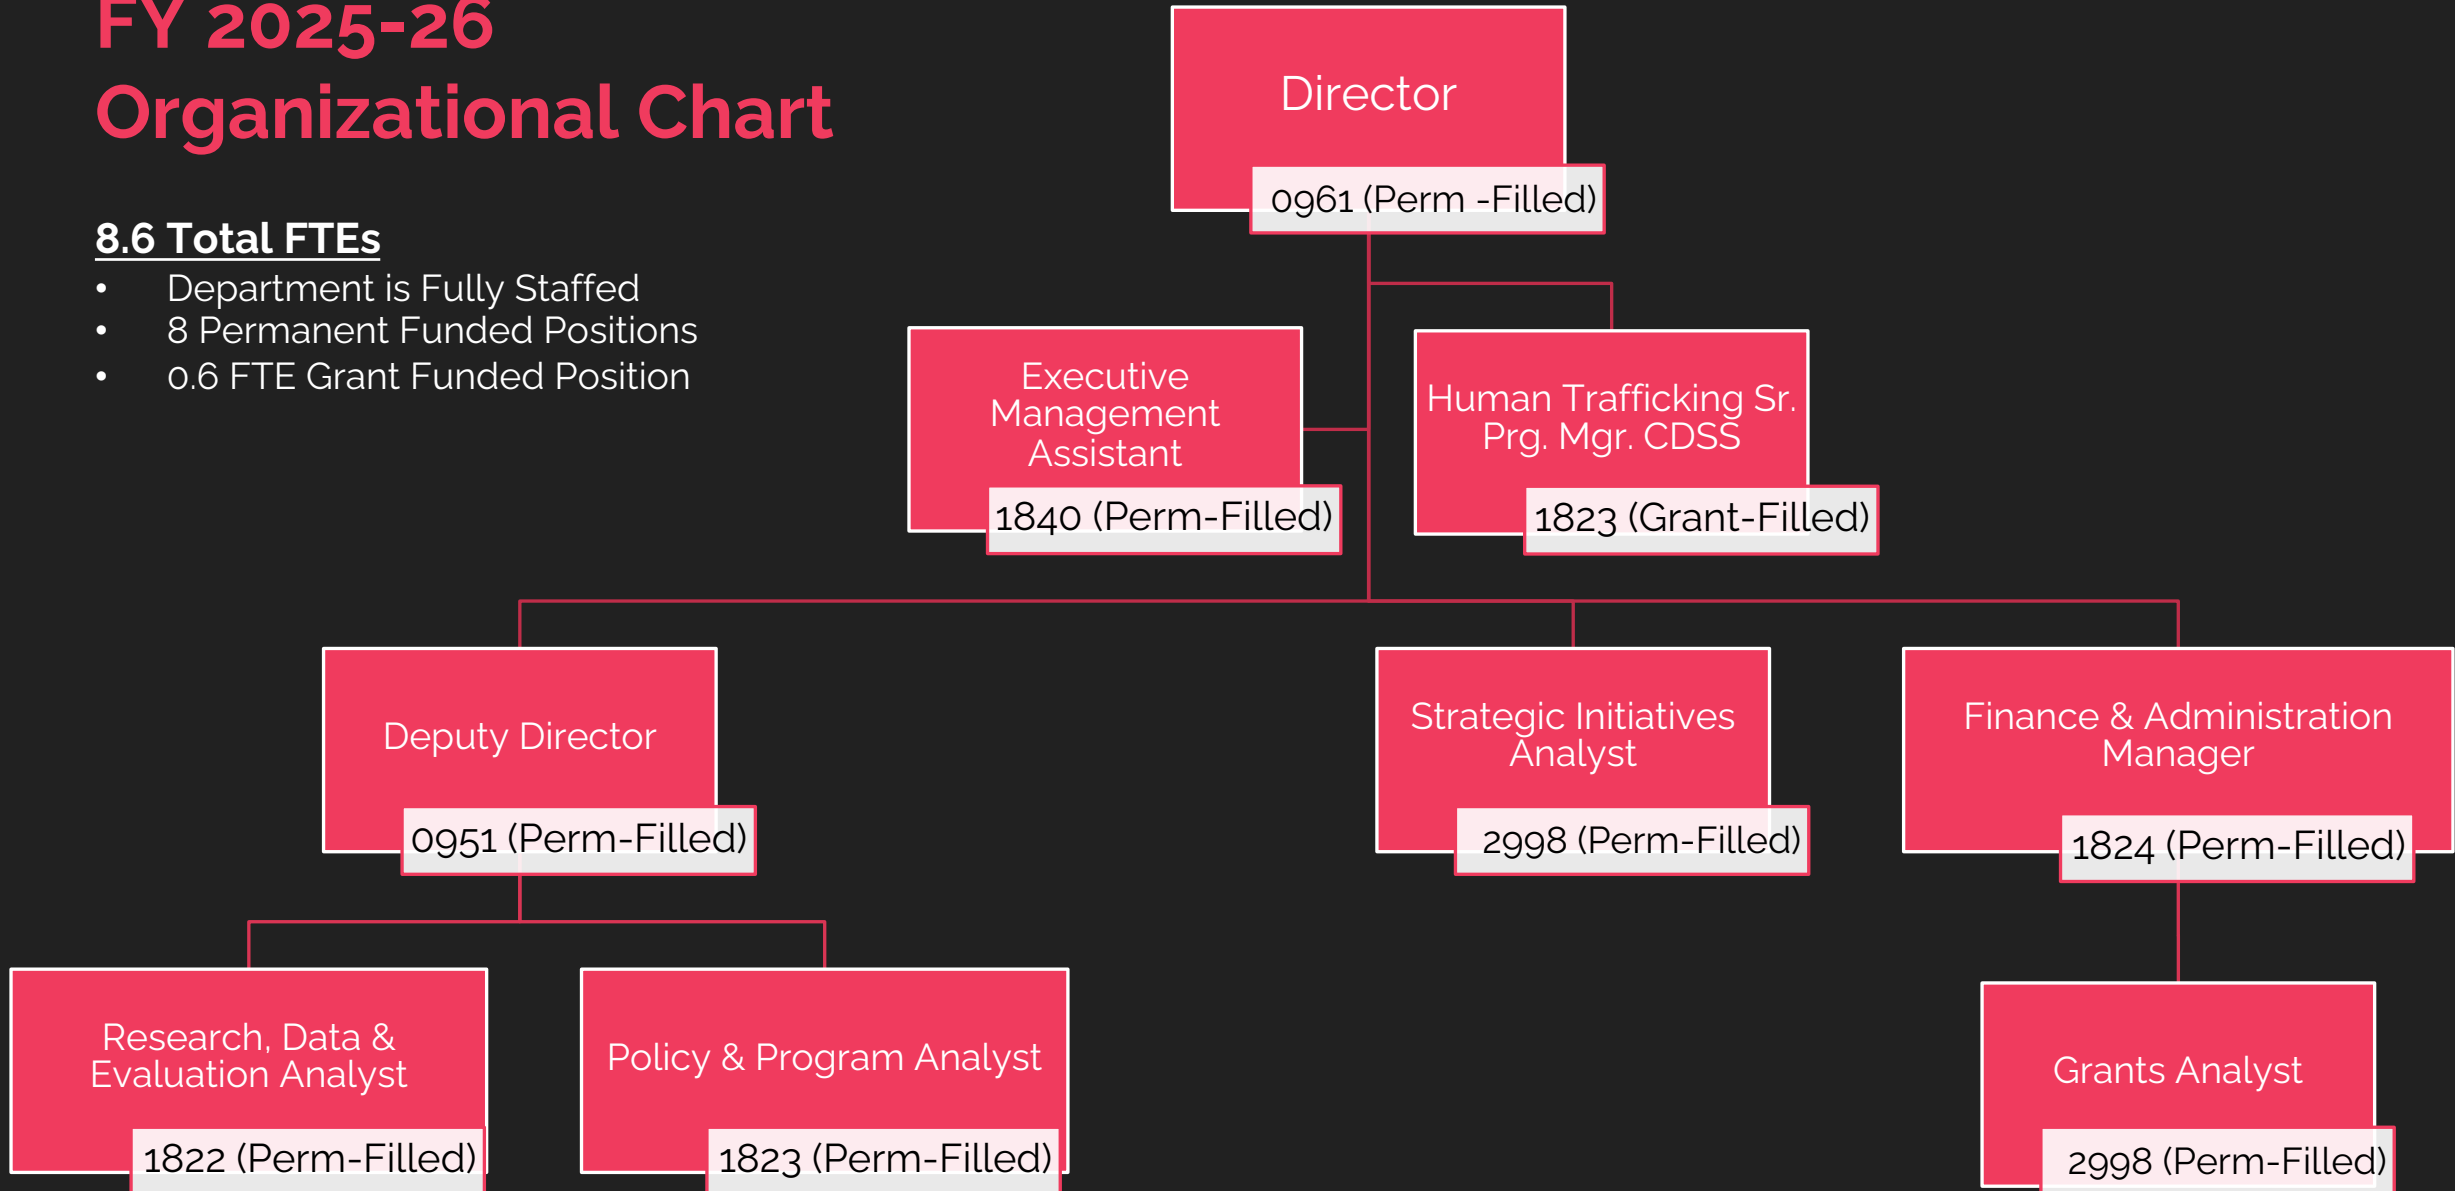 FY 2025-26
Organizational Chart
8.6 Total FTEs
• Department is Fully Staffed
• 8 Permanent Funded Positions
• 0.6 FTE Grant Funded Position
Director
0961 (Perm -Filled)
Executive
Management
Assistant
1840 (Perm-Filled)
Human Trafficking Sr.
Prg. Mgr. CDSS
1823 (Grant-Filled)
Deputy Director
0951 (Perm-Filled)
Strategic Initiatives
Analyst
2998 (Perm-Filled)
Finance & Administration
Manager
1824 (Perm-Filled)
Research, Data &
Evaluation Analyst
1822 (Perm-Filled)
Policy & Program Analyst
1823 (Perm-Filled)
Grants Analyst
2998 (Perm-Filled)